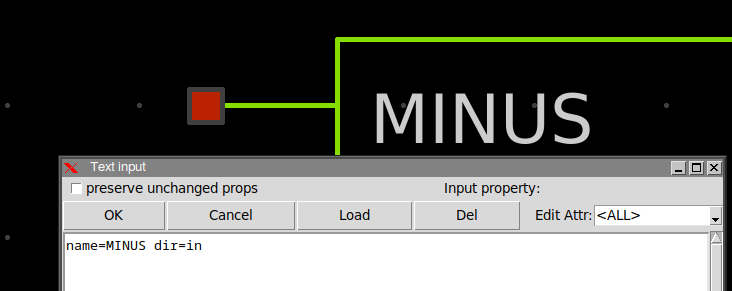 MINUS
Text input
preserve unchanged props Input property:
OK Cancel Load Del Edit Attr: <ALL>
name=MINUS dir=in